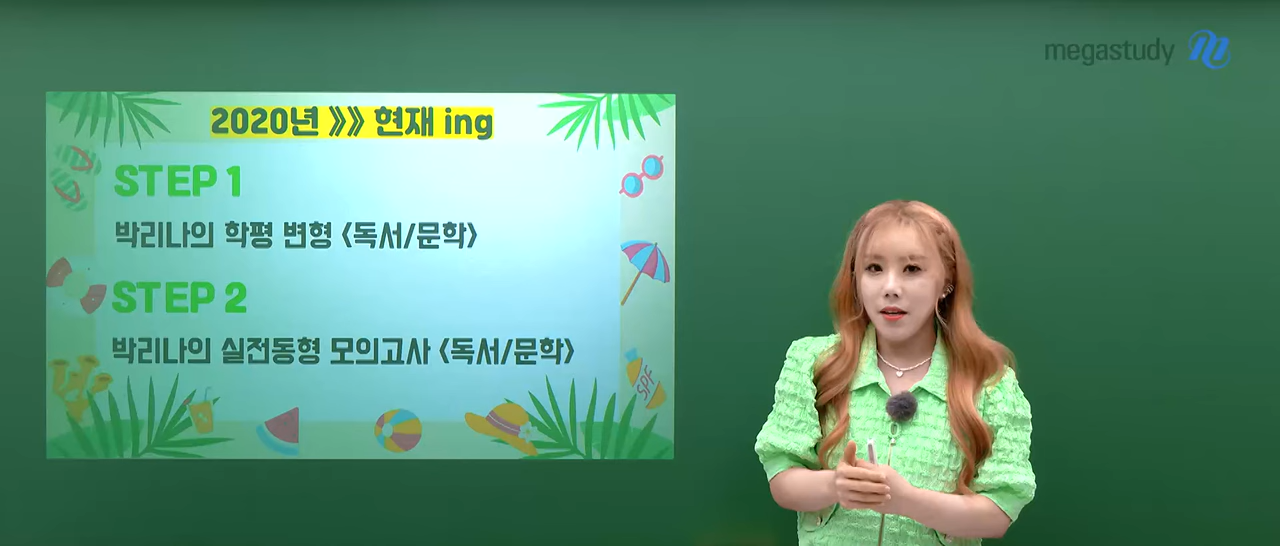 megastudy
2020년 》》 현재 ing
STEP 1
박리나의 학평 변형 〈독서/문학〉
STEP 2
박리나의 실전동형 모의고사 〈독서/문학〉
SPF